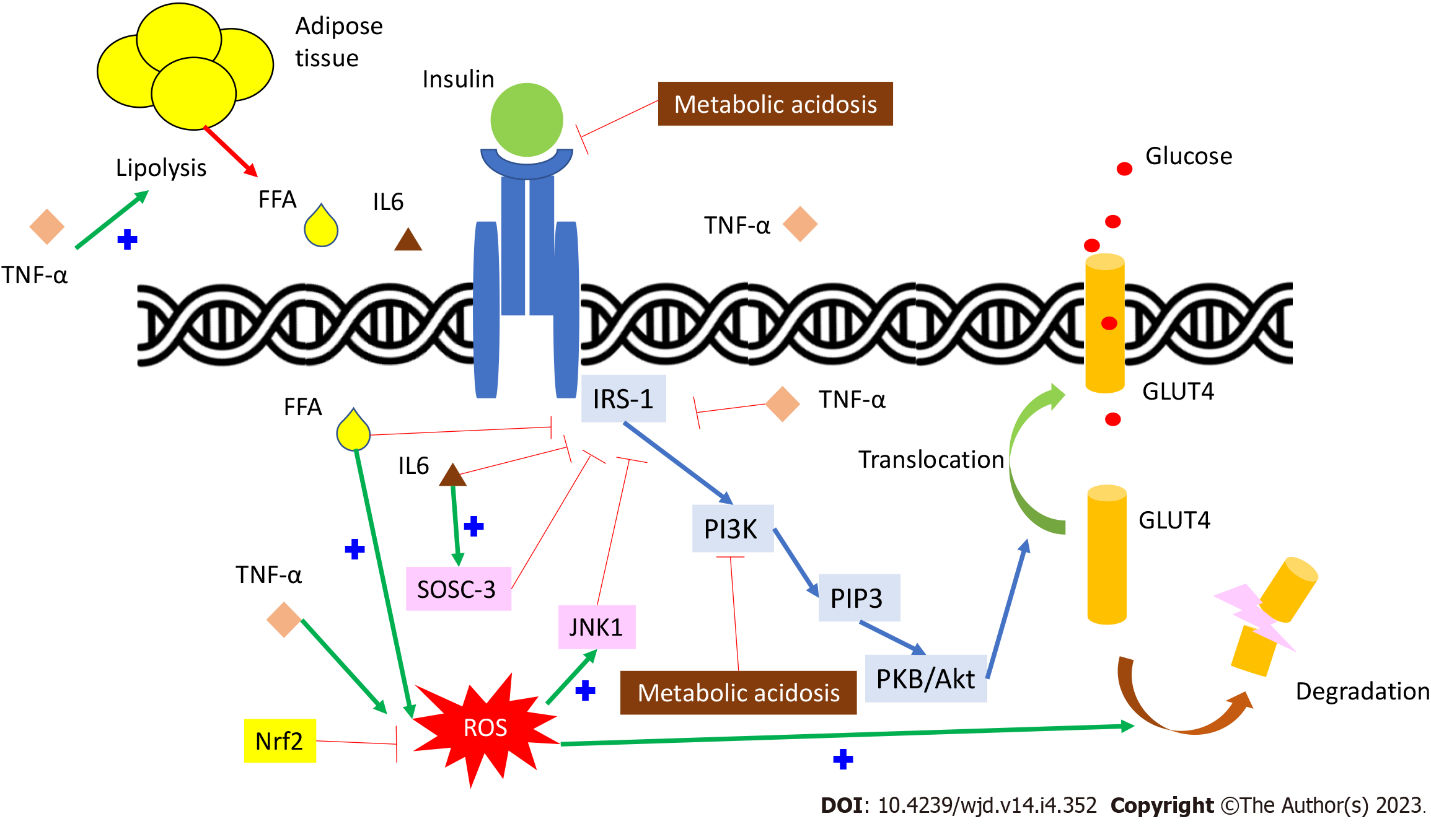 Adipose
tissue
Insulin
Metabolic acidosis
Glucose
Lipolysis
FFA
IL6
TNF-α
TNF-α
IRS-1
TNF-α
GLUT4
FFA
IL6
Translocation
PI3K
GLUT4
TNF-α
SOSC-3
JNK1
PIP3
Metabolic acidosis
PKB/Akt
Degradation
Nrf2
ROS
DOI: 10.4239/wjd.v14.i4.352 Copyright ©The Author(s) 2023.